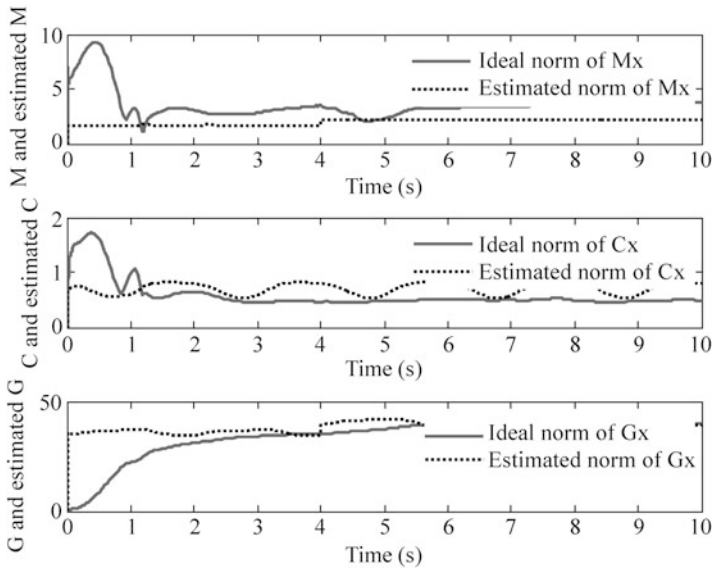 M and estimated M
10
5
0
Ideal norm of Mx
Estimated norm of Mx
0 1 2 3 4 5 6 7 8 9 10
Time (s)
C and estimated C
2
1
0
Ideal norm of Cx
Estimated norm of Cx
0 1 2 3 4 5 6 7 8 9 10
Time (s)
G and estimated G
50
0
Ideal norm of Gx
Estimated norm of Gx
0 1 2 3 4 5 6 7 8 9 10
Time (s)